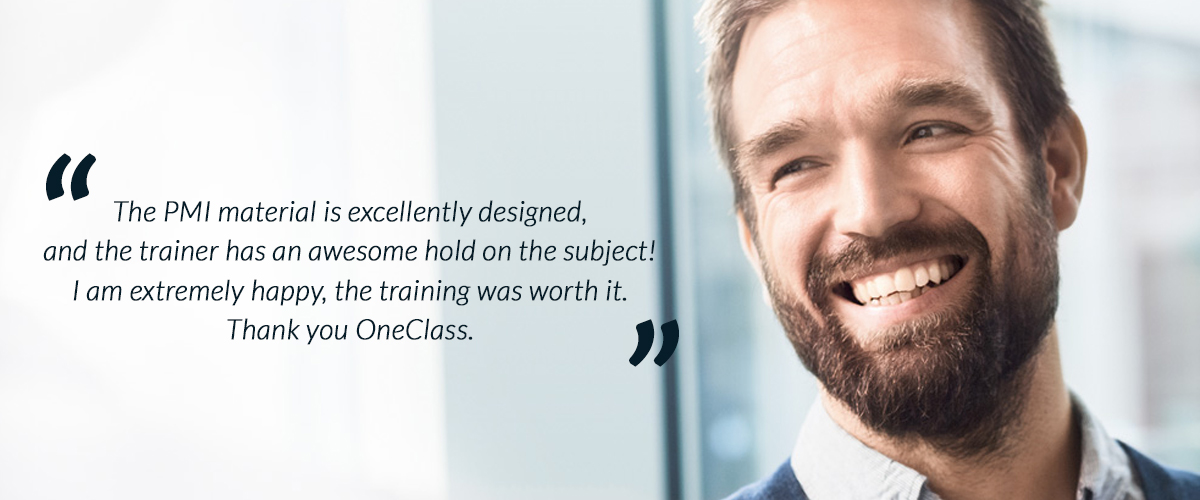 “ The PMI material is excellently designed,
and the trainer has an awesome hold on the subject!
I am extremely happy, the training was worth it.
Thank you OneClass. ”